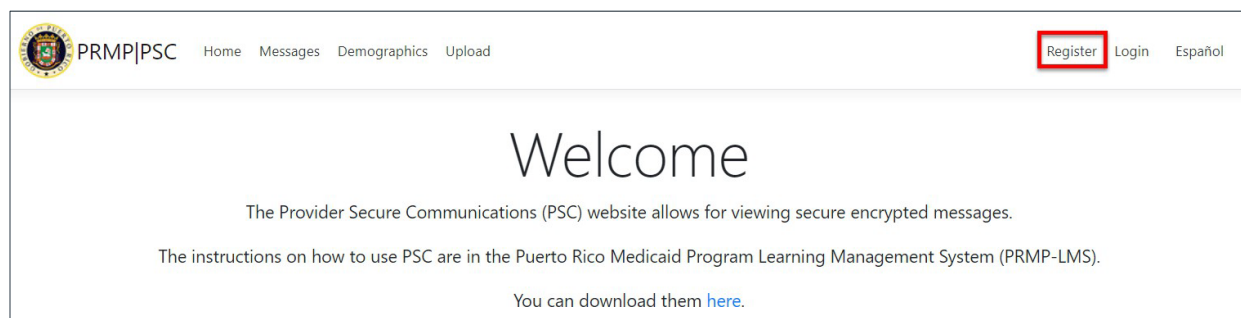 PRMP|PSC Home Messages Demographics Upload Register Login Español
Welcome
The Provider Secure Communications (PSC) website allows for viewing secure encrypted messages.
The instructions on how to use PSC are in the Puerto Rico Medicaid Program Learning Management System (PRMP-LMS).
You can download them here.